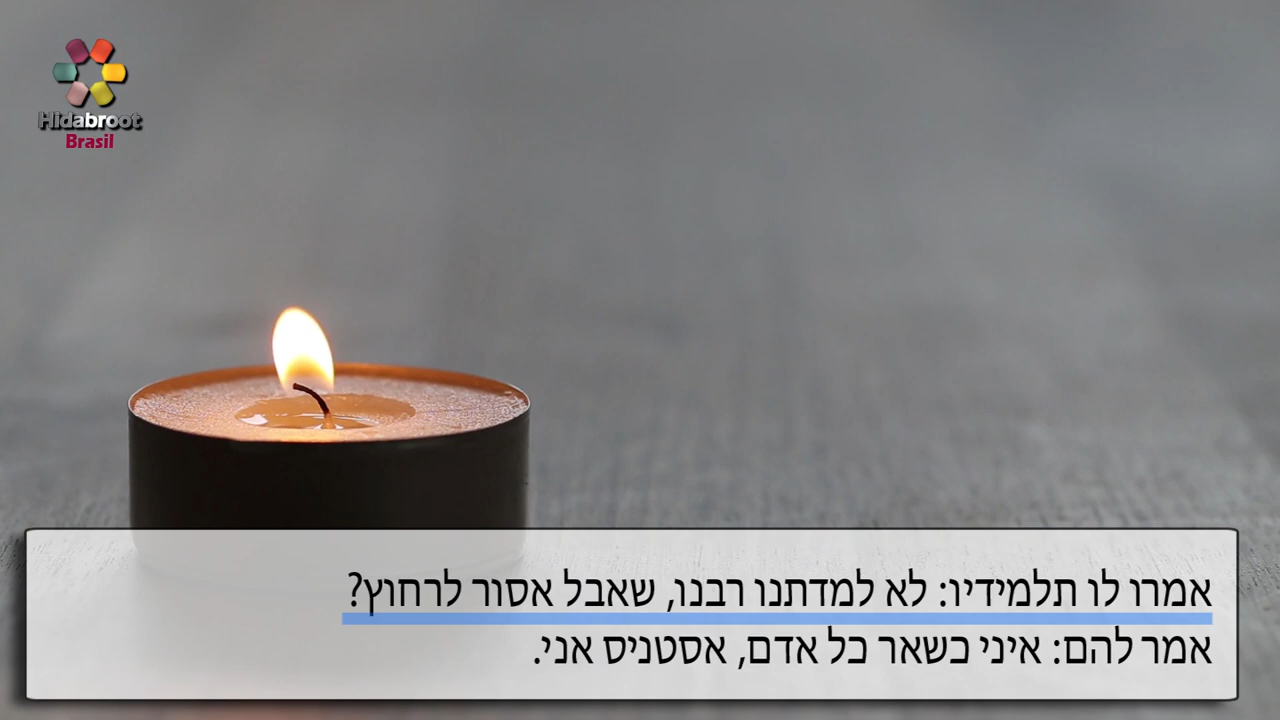 Hidabroot
Brasil
אמרו לו תלמידיו: לא למדתנו רבנו, שאבל אסור לרחוץ?
אמר להם: איני כשאר כל אדם, אסטניס אני.